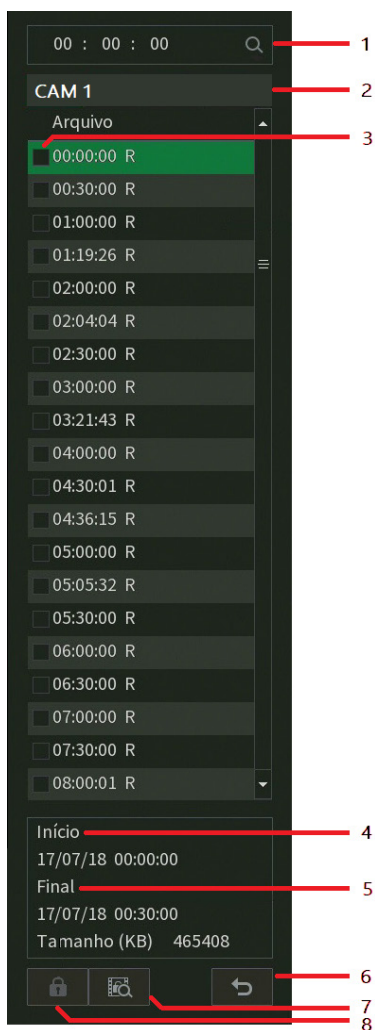 00 : 00 : 00
1
CAM 1
2
Arquivo
3
00:00:00 R
00:30:00 R
01:00:00 R
01:19:26 R
02:00:00 R
02:04:04 R
02:30:00 R
03:00:00 R
03:21:43 R
04:00:00 R
04:30:01 R
04:36:15 R
05:00:00 R
05:05:32 R
05:30:00 R
06:00:00 R
06:30:00 R
07:00:00 R
07:30:00 R
08:00:01 R
Início
4
17/07/18 00:00:00
Final
5
17/07/18 00:30:00
Tamanho (KB) 465408
6
7
8